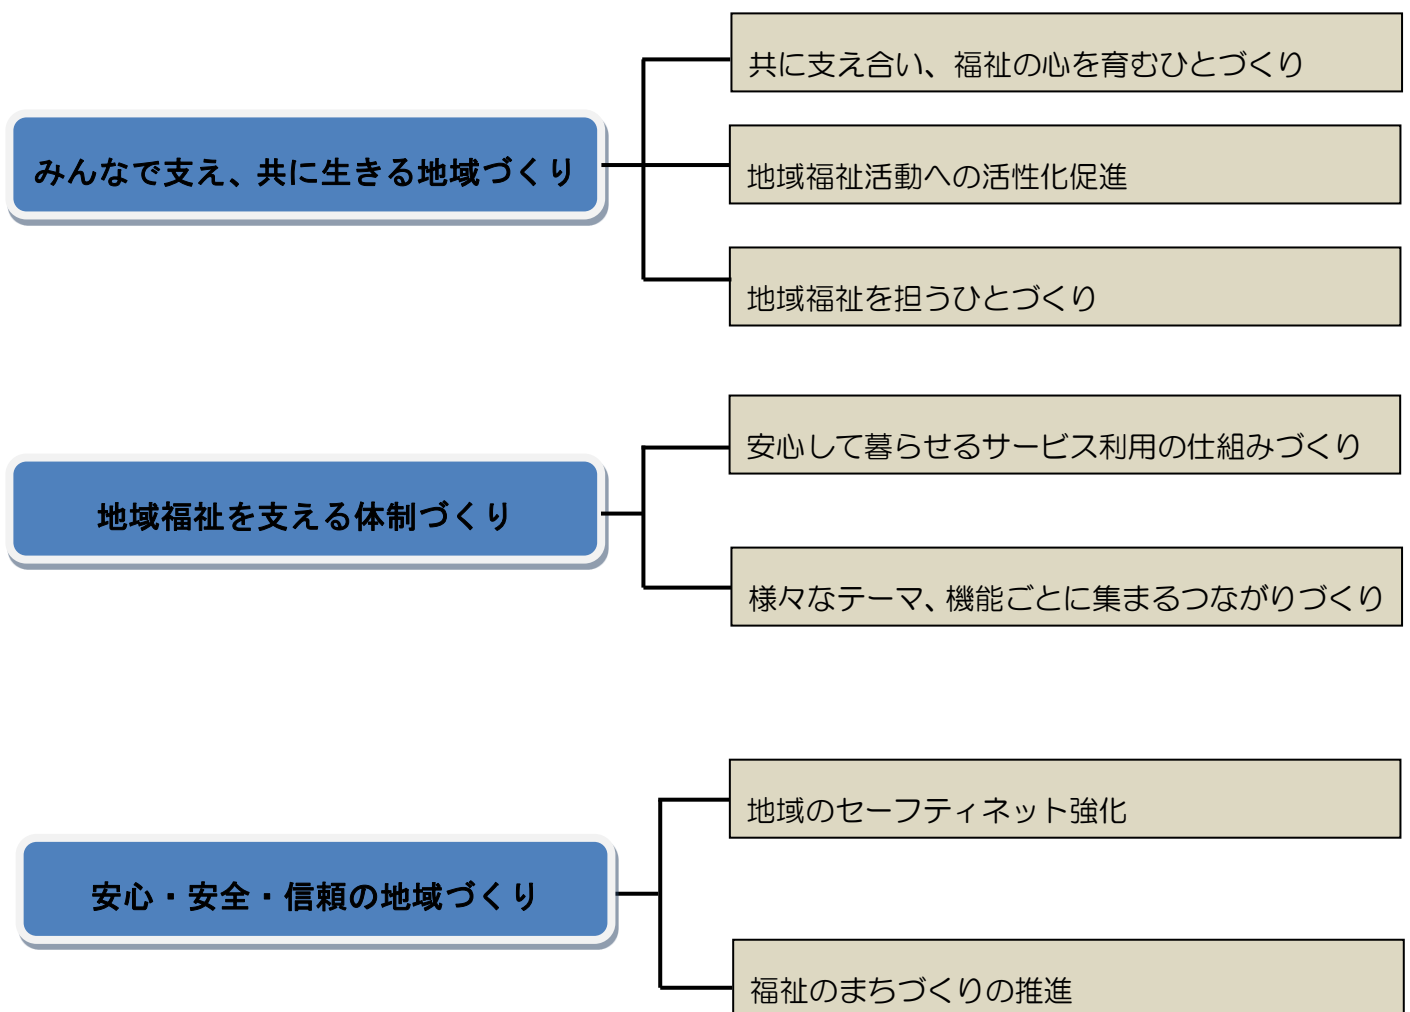 みんなで支え、共に生きる地域づくり
共に支え合い、福祉の心を育むひとづくり
地域福祉活動への活性化促進
地域福祉を担うひとづくり
地域福祉を支える体制づくり
安心して暮らせるサービス利用の仕組みづくり
様々なテーマ、機能ごとに集まるつながりづくり
安心・安全・信頼の地域づくり
地域のセーフティネット強化
福祉のまちづくりの推進